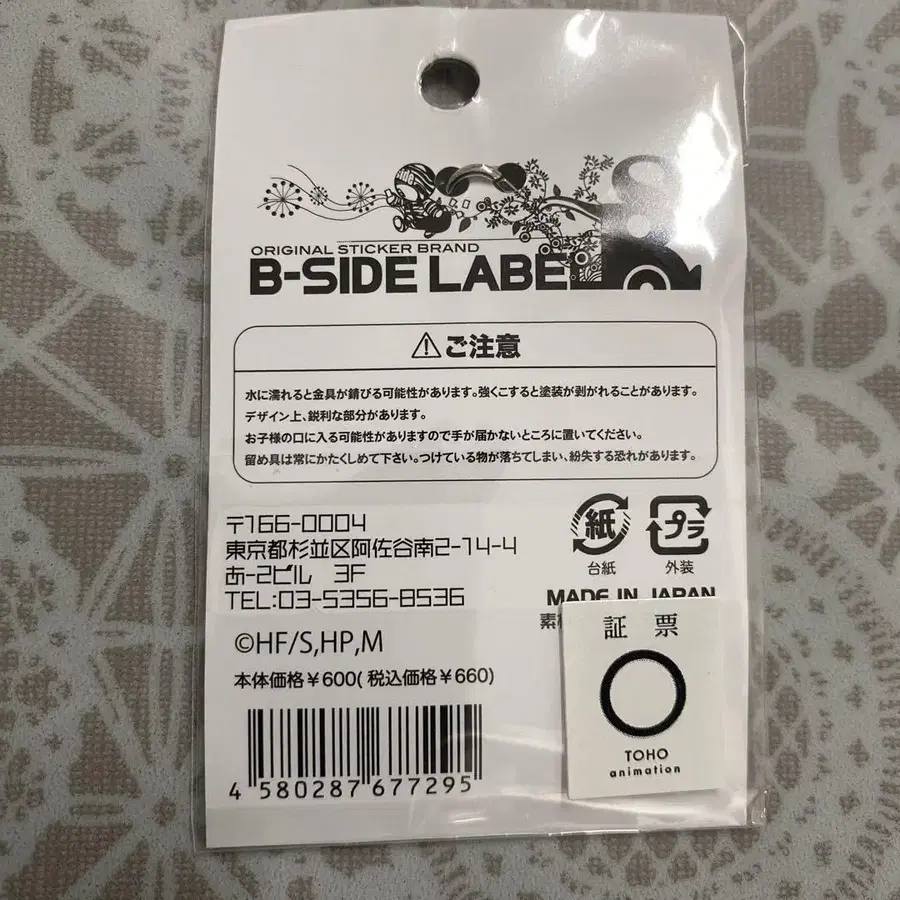 ORIGINAL STICKER BRAND
B-SIDE LABEL
⚠ご注意
水に濡れると金具が錆びる可能性があります。強くこすると塗装が剥がれることがあります。
デザイン上、鋭利な部分があります。
お子様の口に入る可能性がありますので手が届かないところに置いてください。
留め具は常にかたくしめて下さい。つけている物が落ちてしまい、紛失する恐れがあります。
紙
台紙
プラ
外装
〒166-0004
東京都杉並区阿佐谷南2-14-4
あ-2ビル 3F
TEL:03-5356-8536
MADE IN JAPAN
素
©HF/S,HP,M
本体価格￥600(税込価格￥660)
4 580287 677295
証票
TOHO
animation